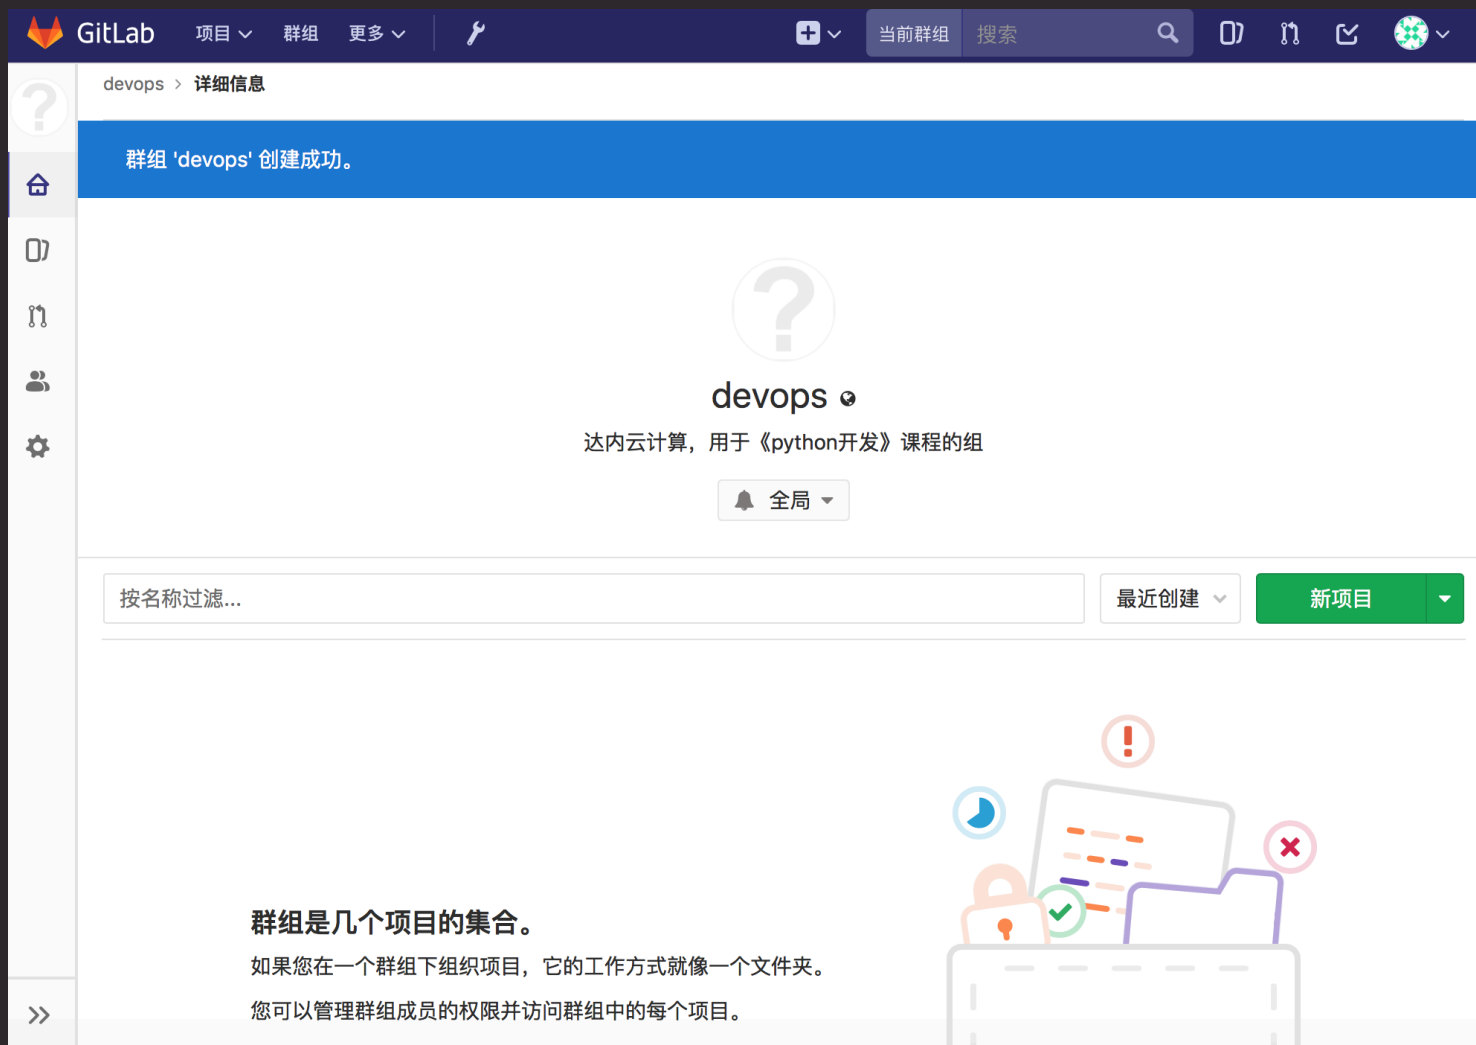 GitLab 项目 群组 更多 当前群组 搜索
devops > 详细信息
群组 'devops' 创建成功。
devops
达内云计算，用于《python开发》课程的组
全局
按名称过滤... 最近创建 新项目
群组是几个项目的集合。
如果您在一个群组下组织项目，它的工作方式就像一个文件夹。
您可以管理群组成员的权限并访问群组中的每个项目。